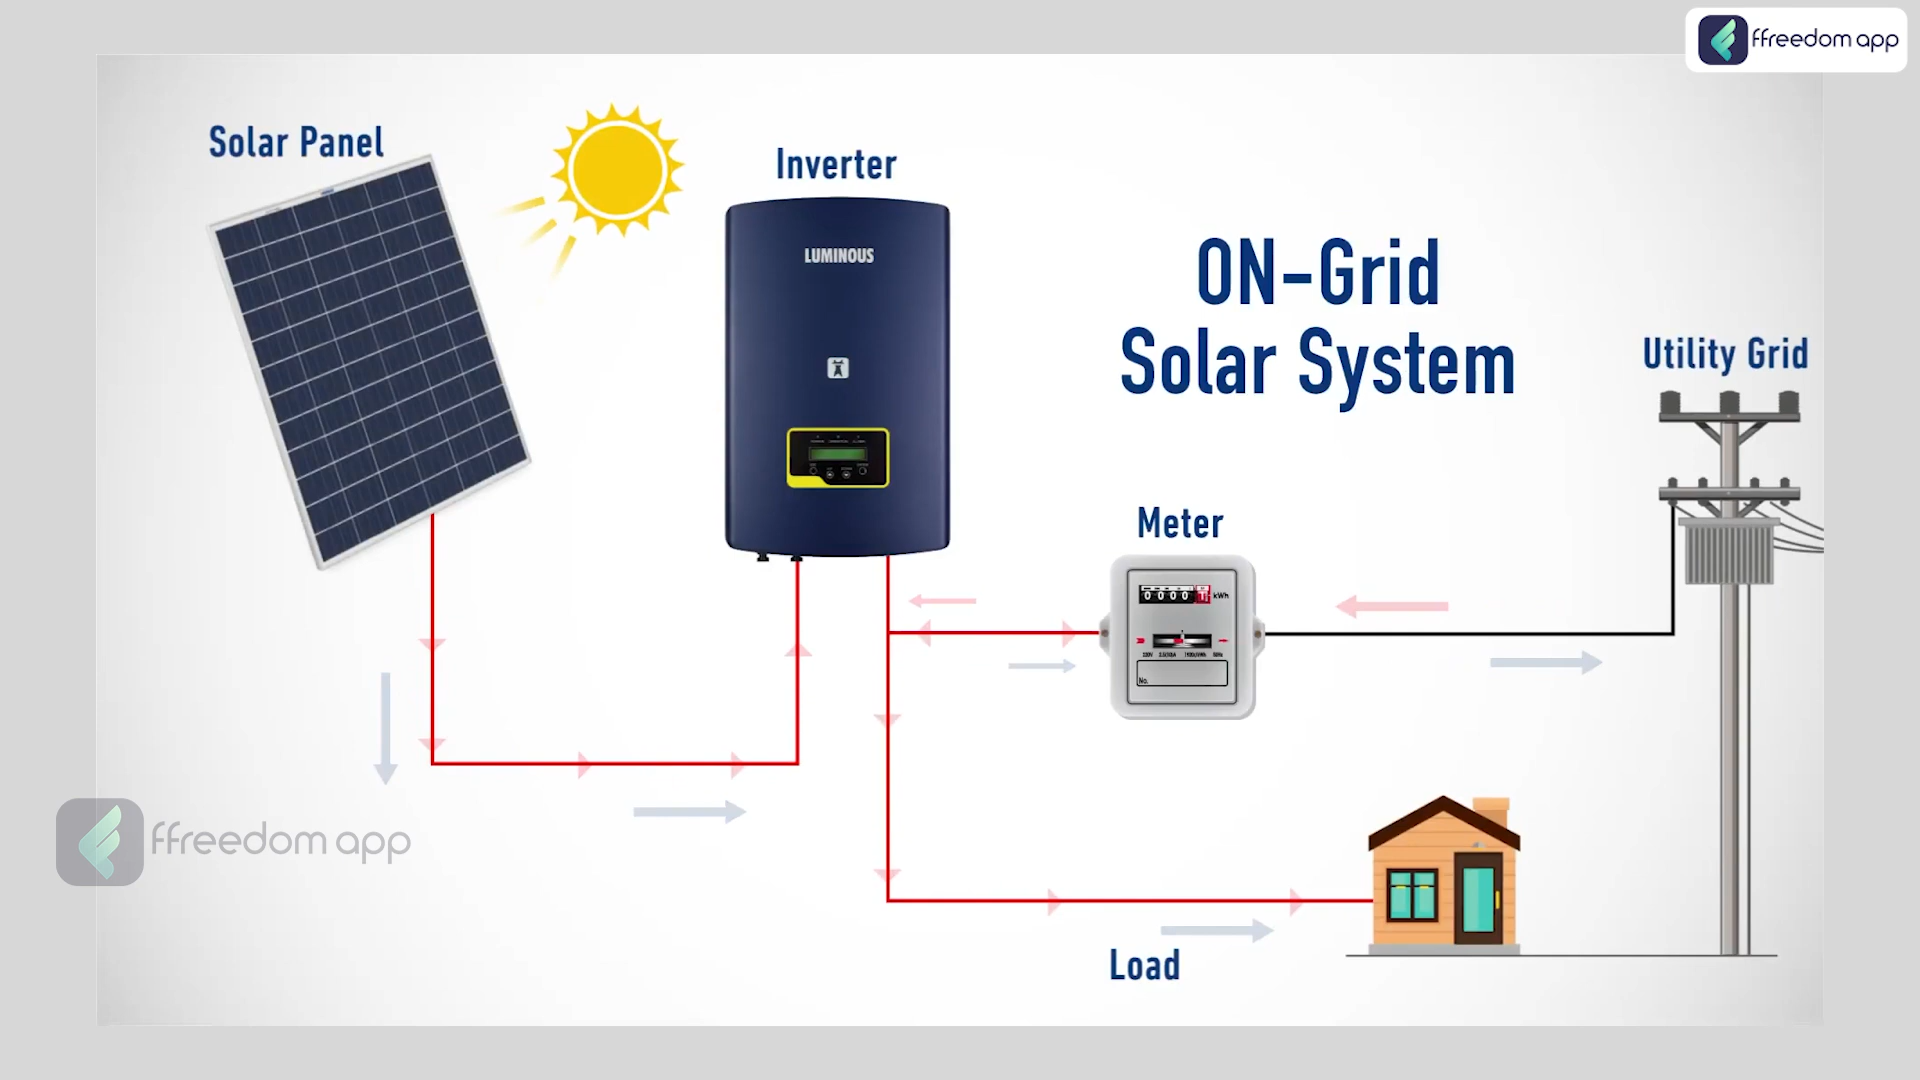 ffreedom app
Solar Panel
Inverter
LUMINOUS
ON-Grid
Solar System
Utility Grid
Meter
0 0 0 0
kWh
No.
ffreedom app
Load